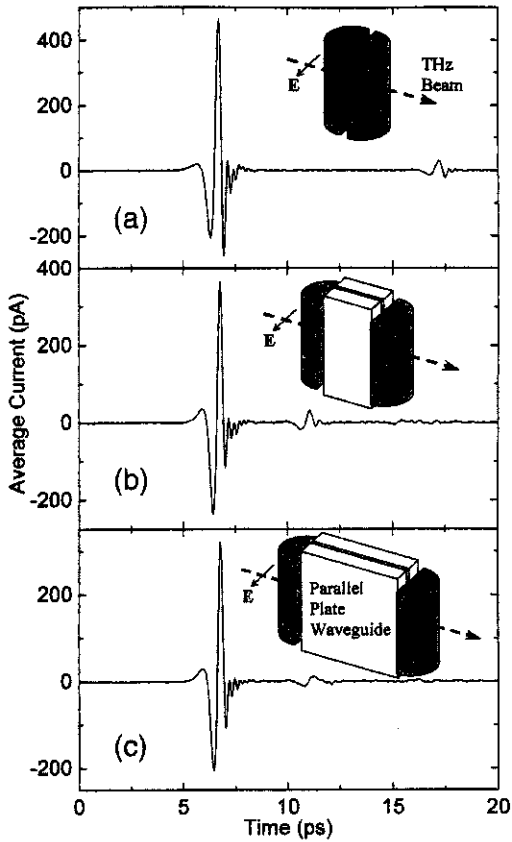 400
200
0
-200
E
THz
Beam
(a)
400
200
0
-200
E
(b)
Average Current (pA)
200
0
-200
E
Parallel
Plate
Waveguide
(c)
0
5
10
15
20
Time (ps)